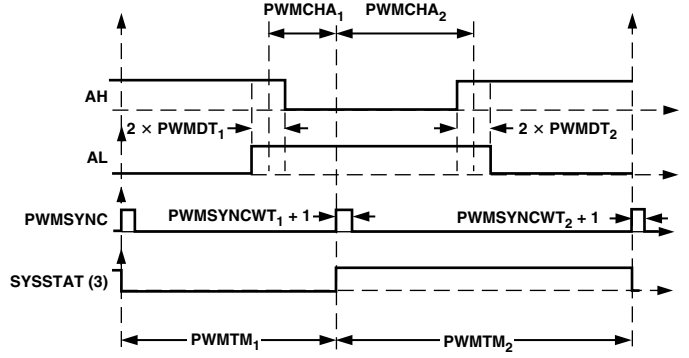 PWMCHA₁ PWMCHA₂
AH
2 × PWMDT₁ 2 × PWMDT₂
AL
PWMSYNC PWMSYNCWT₁ + 1 PWMSYNCWT₂ + 1
SYSSTAT (3)
PWMTM₁ PWMTM₂